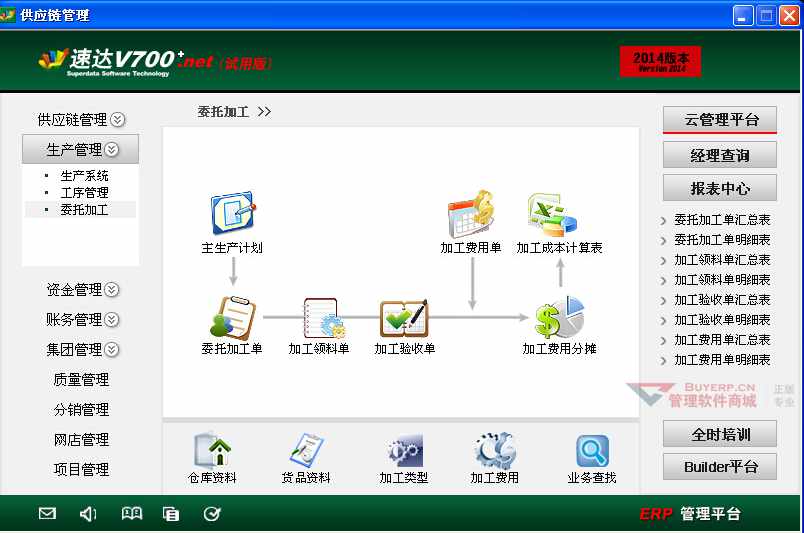 供应链管理
速达V700+.net (试用版)
Superdata Software Technology
2014版本
Version 2014
供应链管理
生产管理
生产系统
工序管理
委托加工
资金管理
账务管理
集团管理
质量管理
分销管理
网店管理
项目管理
委托加工 >>
主生产计划
加工费用单
加工成本计算表
委托加工单
加工领料单
加工验收单
加工费用分摊
仓库资料
货品资料
加工类型
加工费用
业务查找
云管理平台
经理查询
报表中心
委托加工单汇总表
委托加工单明细表
加工领料单汇总表
加工领料单明细表
加工验收单汇总表
加工验收单明细表
加工费用单汇总表
加工费用单明细表
BUYERP.CN
管理软件商城
正版
专业
全时培训
Builder平台
ERP 管理平台